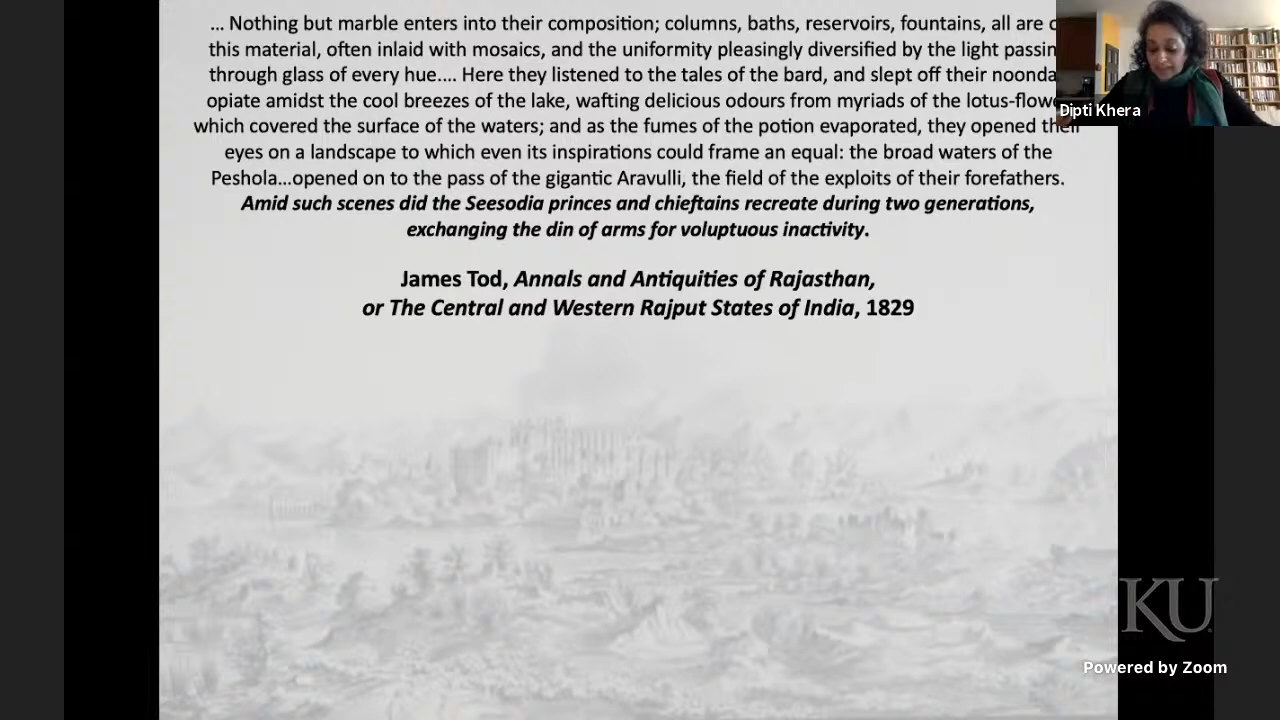 ... Nothing but marble enters into their composition; columns, baths, reservoirs, fountains, all are
this material, often inlaid with mosaics, and the uniformity pleasingly diversified by the light
through glass of every hue.... Here they listened to the tales of the bard, and slept off their
opiate amidst the cool breezes of the lake, wafting delicious odours from myriads of the
which covered the surface of the waters; and as the fumes of the potion evaporated, they opened their
eyes on a landscape to which even its inspirations could frame an equal: the broad waters of the
Peshola...opened on to the pass of the gigantic Aravulli, the field of the exploits of their forefathers.
Amid such scenes did the Seesodia princes and chieftains recreate during two generations,
exchanging the din of arms for voluptuous inactivity.
James Tod, Annals and Antiquities of Rajasthan,
or The Central and Western Rajput States of India, 1829
Dipti Khera
KU
Powered by Zoom